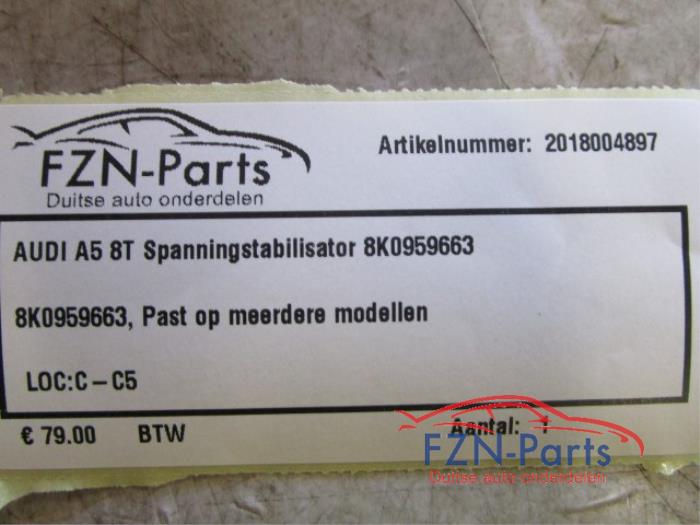 FZN-Parts
Duitse auto onderdelen
Artikelnummer: 2018004897
AUDI A5 8T Spanningstabilisator 8K0959663
8K0959663, Past op meerdere modellen
LOC:C – C5
€ 79.00 BTW
Aantal: 1
FZN-Parts
Duitse auto onderdelen